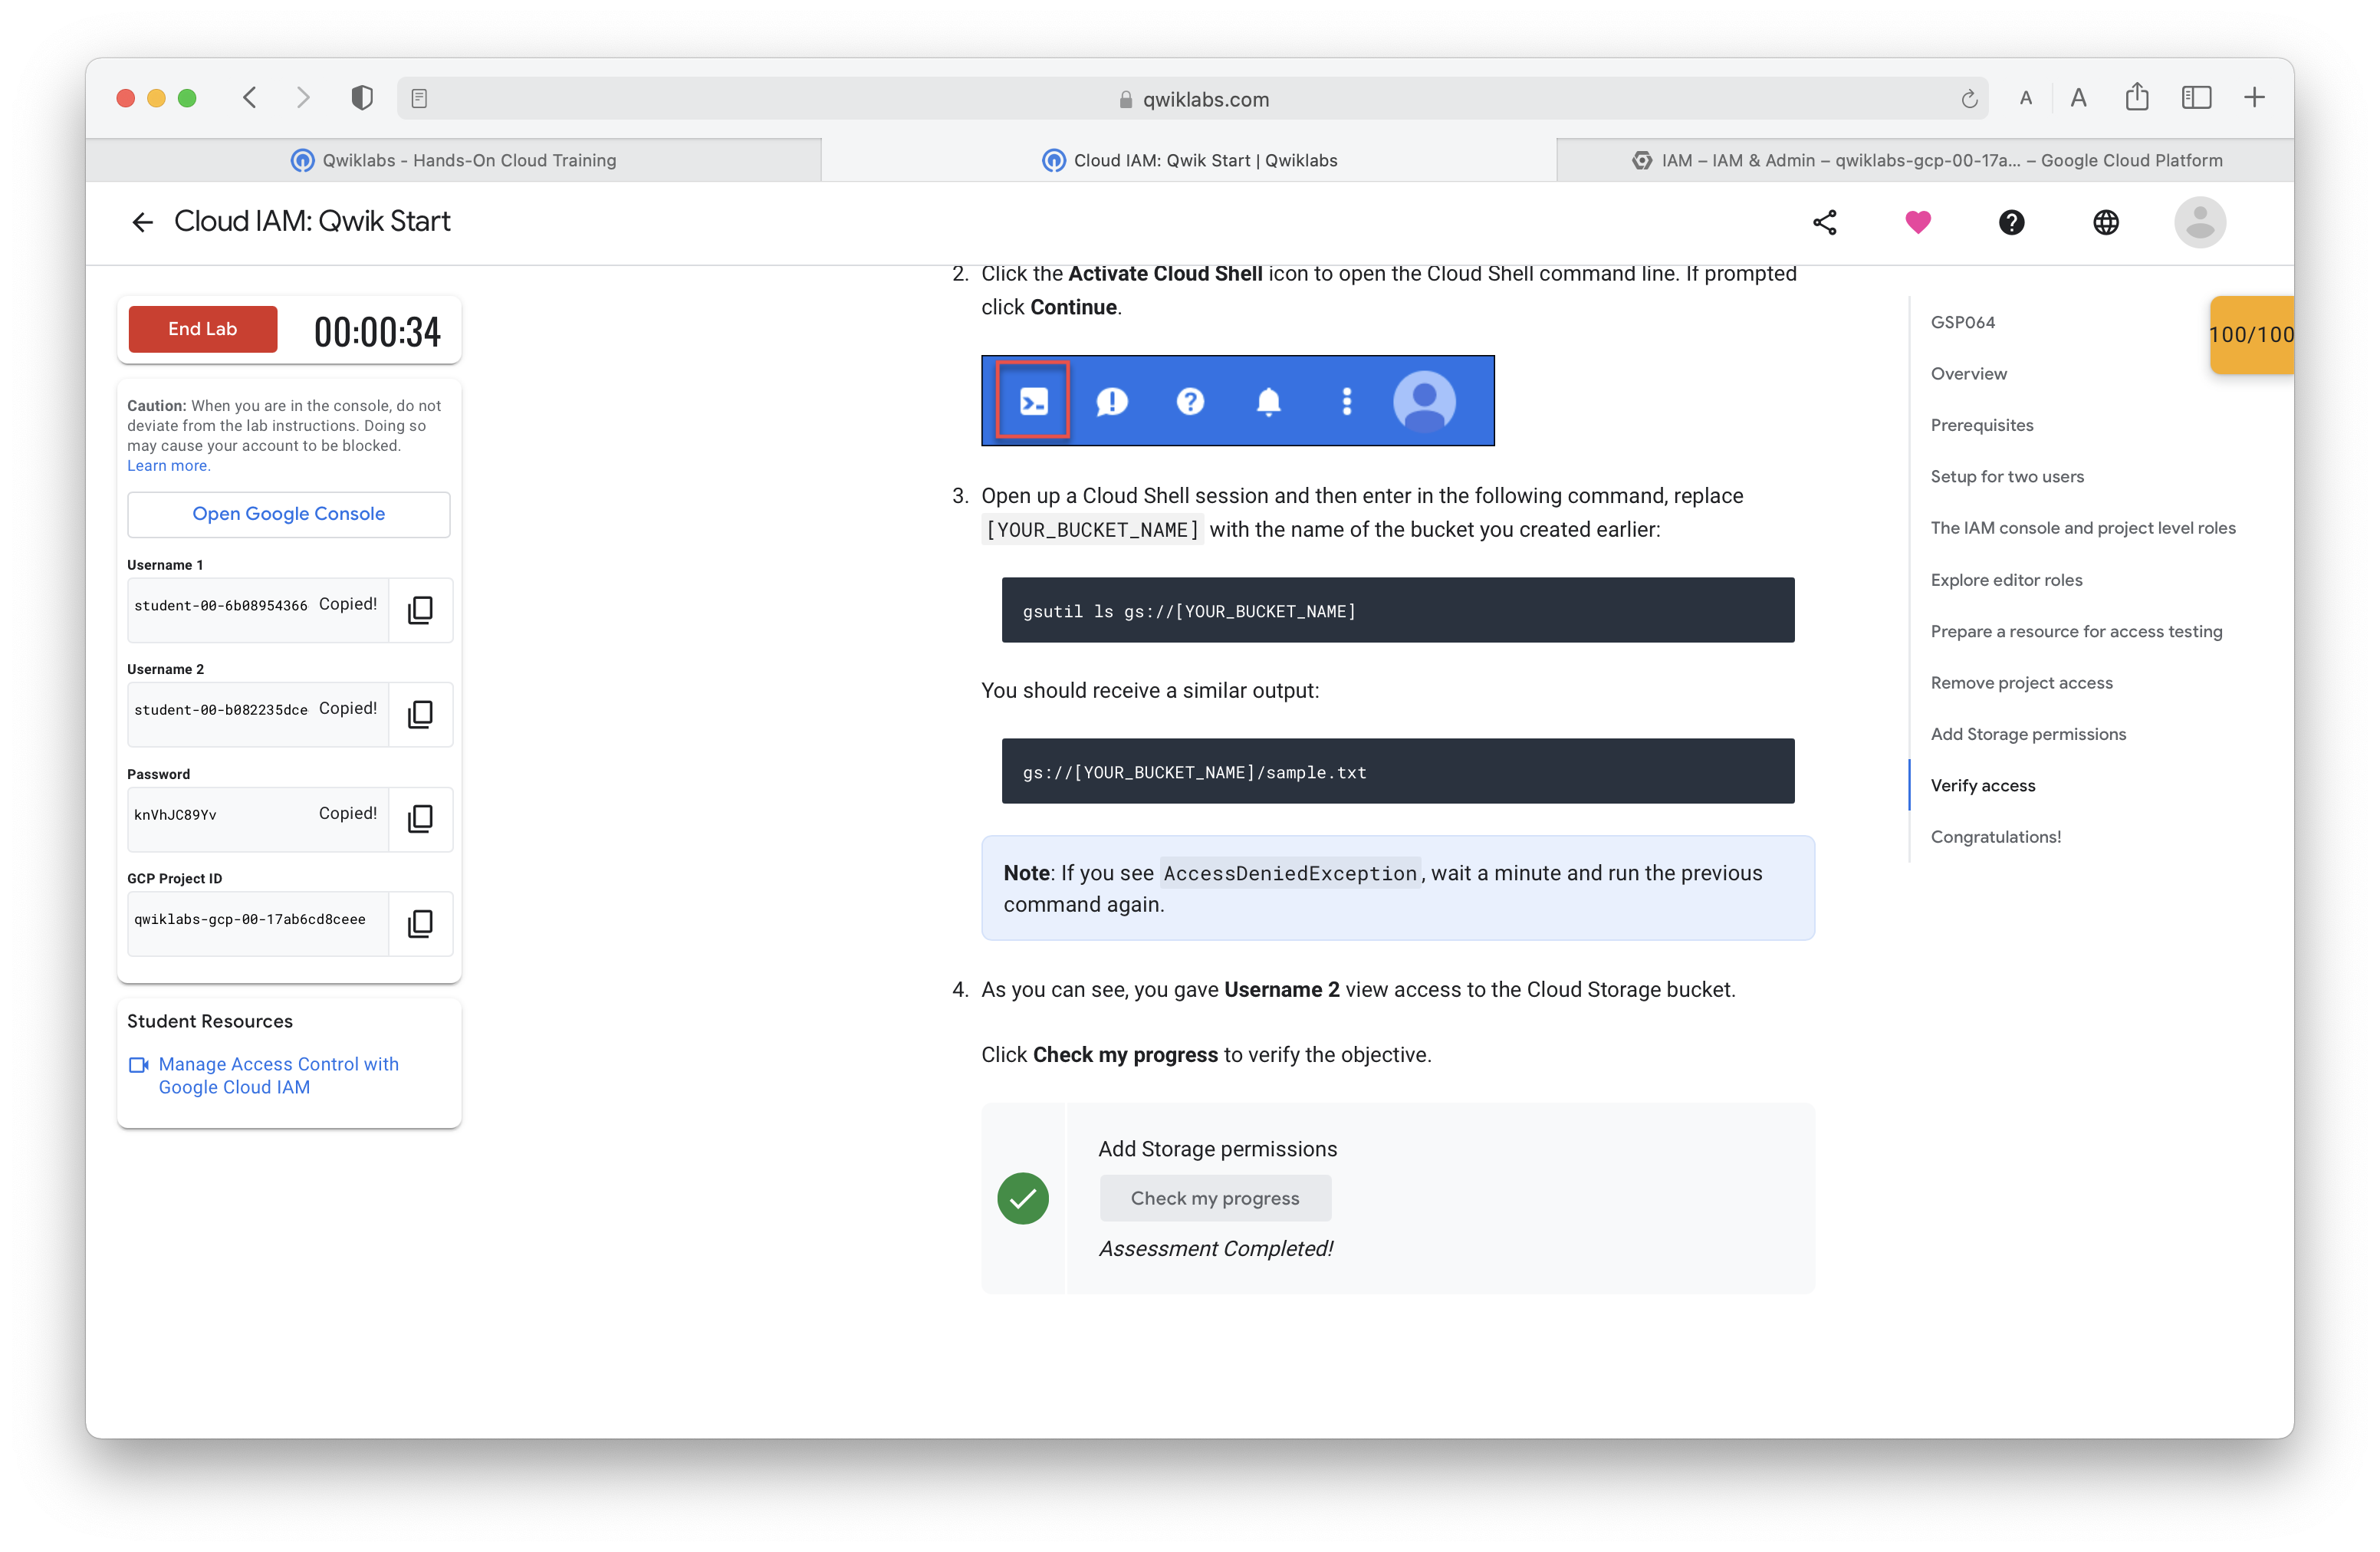 qwiklabs.com
A A
Qwiklabs - Hands-On Cloud Training
Cloud IAM: Qwik Start | Qwiklabs
IAM – IAM & Admin – qwiklabs-gcp-00-17a... – Google Cloud Platform
Cloud IAM: Qwik Start
End Lab
00:00:34
Caution: When you are in the console, do not
deviate from the lab instructions. Doing so
may cause your account to be blocked.
Learn more.
Open Google Console
Username 1
student-00-6b08954366 Copied!
Username 2
student-00-b082235dce Copied!
Password
knVhJC89Yv Copied!
GCP Project ID
qwiklabs-gcp-00-17ab6cd8ceee
Student Resources
Manage Access Control with
Google Cloud IAM
2. Click the Activate Cloud Shell icon to open the Cloud Shell command line. If prompted
click Continue.
3. Open up a Cloud Shell session and then enter in the following command, replace
[YOUR_BUCKET_NAME] with the name of the bucket you created earlier:
gsutil ls gs://[YOUR_BUCKET_NAME]
You should receive a similar output:
gs://[YOUR_BUCKET_NAME]/sample.txt
Note: If you see AccessDeniedException, wait a minute and run the previous
command again.
4. As you can see, you gave Username 2 view access to the Cloud Storage bucket.
Click Check my progress to verify the objective.
Add Storage permissions
Check my progress
Assessment Completed!
GSP064
Overview
Prerequisites
Setup for two users
The IAM console and project level roles
Explore editor roles
Prepare a resource for access testing
Remove project access
Add Storage permissions
Verify access
Congratulations!
100/100